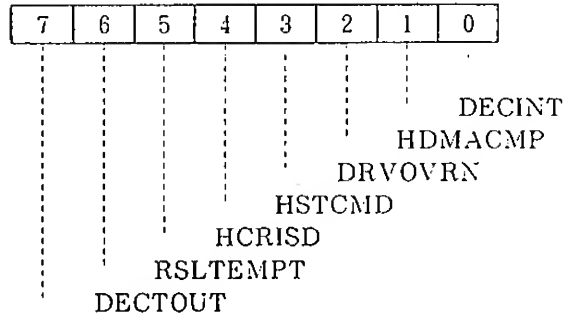 7 6 5 4 3 2 1 0
DECINT
HDMACMP
DRVOVRN
HSTCMD
HCRISD
RSLTEMPT
DECTOUT